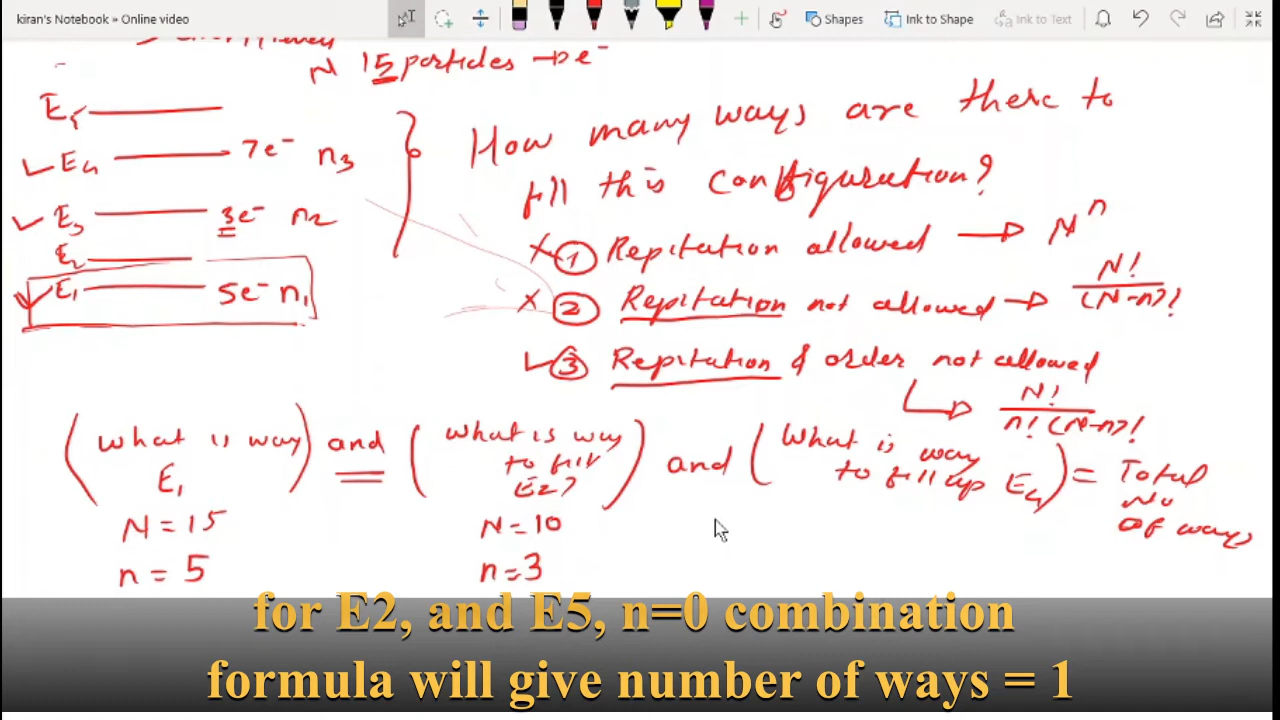 kiran's Notebook » Online video
Shapes
Ink to Shape
Ink to Text
N 15 particles → e⁻
E5
E4 7e⁻ n3
E3 3e⁻ n2
E2
E1 5e⁻ n1
How many ways are there to
fill this configuration?
① Repitation allowed → Nⁿ
② Repitation not allowed → N!/(N-n)!
③ Repitation & order not allowed
→ N!/n!(N-n)!
(What is way E1) and (What is way to fill E2?) and (What is way to fill up E4) = Total No of ways
N = 15
n = 5
N = 10
n = 3
for E2, and E5, n=0 combination
formula will give number of ways = 1